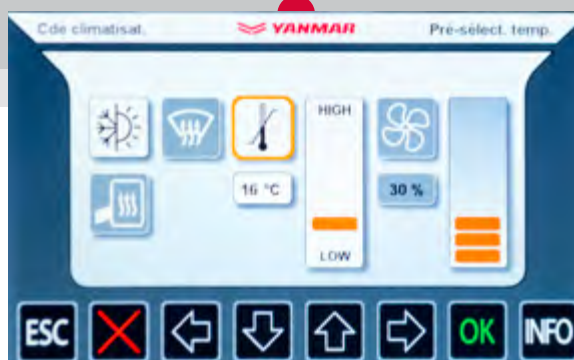 Cde climatisat.
YANMAR
Pré-sélect. temp.
HIGH
16 °C
30 %
LOW
ESC
OK
INFO